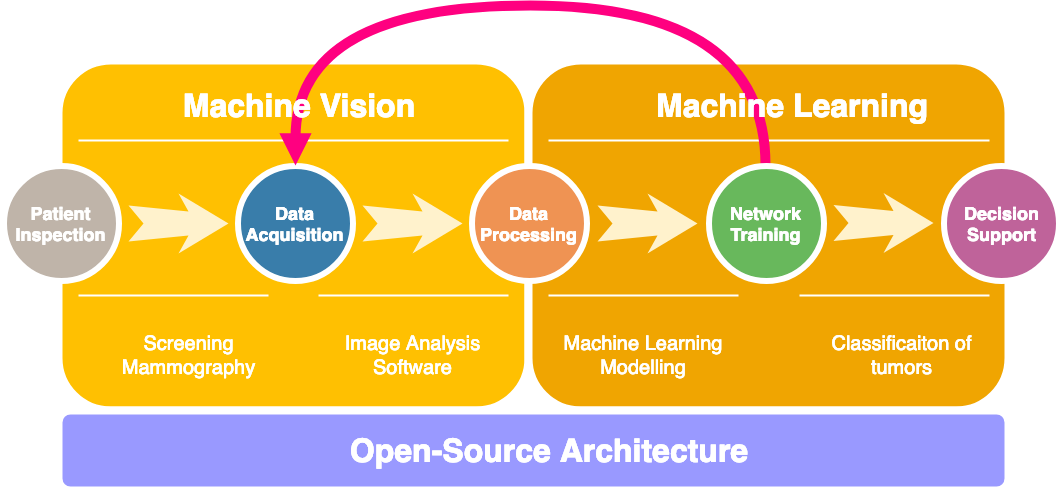 Machine Vision
Machine Learning
Patient
Inspection
Data
Acquisition
Data
Processing
Network
Training
Decision
Support
Screening
Mammography
Image Analysis
Software
Machine Learning
Modelling
Classificaiton of
tumors
Open-Source Architecture